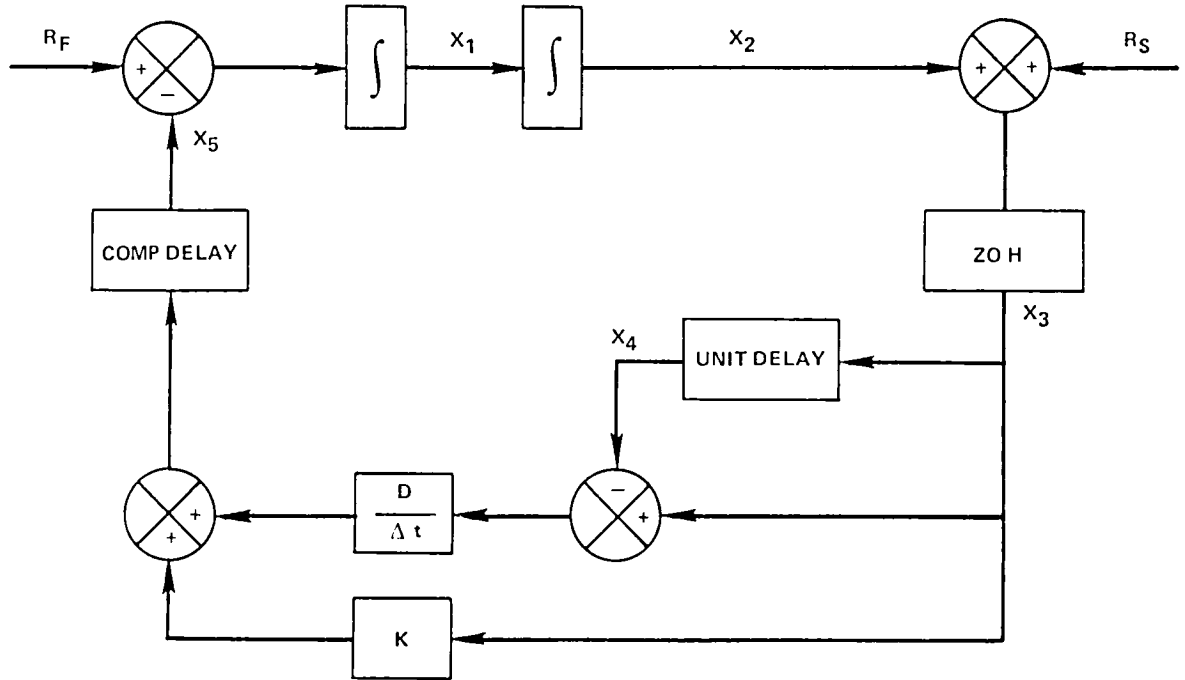 R_F
X_1
X_2
R_S
+
−
+
+
∫
∫
X_5
COMP DELAY
ZO H
X_3
X_4
UNIT DELAY
−
+
D
Δ t
+
+
K